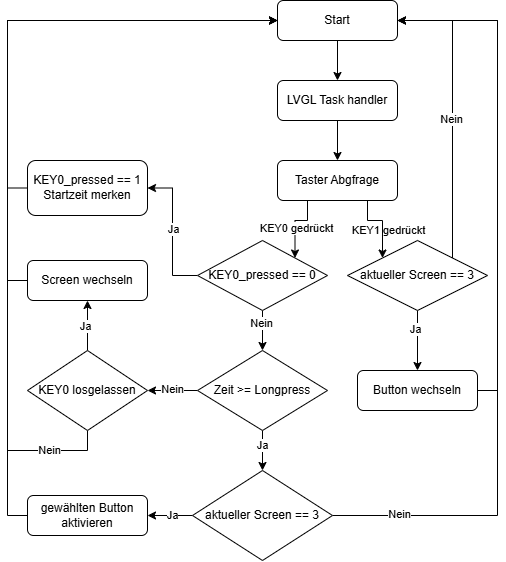 Start
LVGL Task handler
Nein
Taster Abgfrage
KEY0_pressed == 1
Startzeit merken
Ja
KEY0 gedrückt
KEY1 gedrückt
Screen wechseln
KEY0_pressed == 0
aktueller Screen == 3
Ja
Nein
Ja
KEY0 losgelassen
Nein
Zeit >= Longpress
Button wechseln
Nein
Ja
gewählten Button
aktivieren
Ja
aktueller Screen == 3
Nein